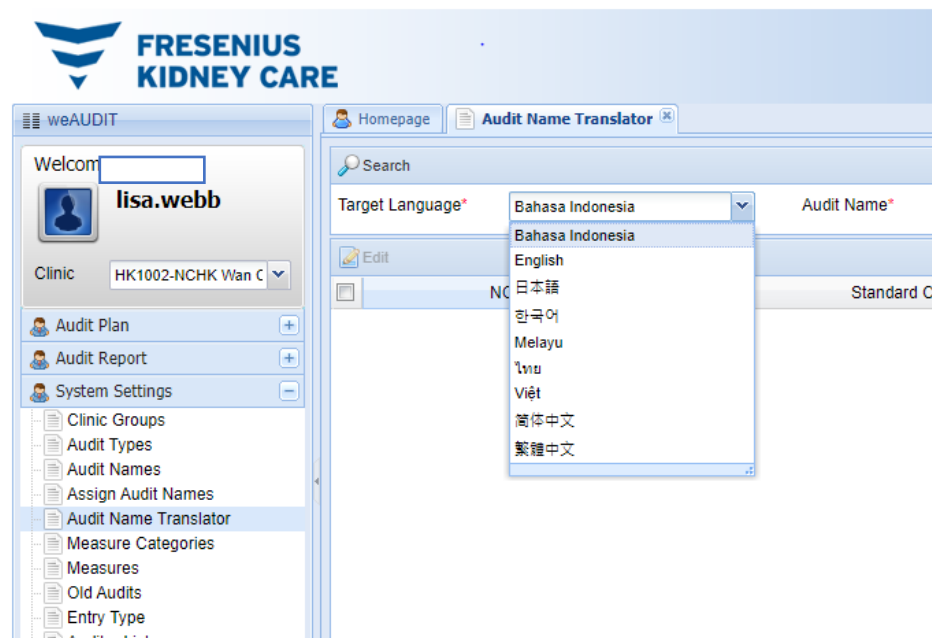 FRESENIUS
KIDNEY CARE
weAUDIT
Homepage
Audit Name Translator
Welcom
lisa.webb
Clinic
HK1002-NCHK Wan C
Search
Target Language*
Bahasa Indonesia
Audit Name*
Edit
NC
Standard C
Bahasa Indonesia
English
日本語
한국어
Melayu
ไทย
Việt
简体中文
繁體中文
Audit Plan
Audit Report
System Settings
Clinic Groups
Audit Types
Audit Names
Assign Audit Names
Audit Name Translator
Measure Categories
Measures
Old Audits
Entry Type